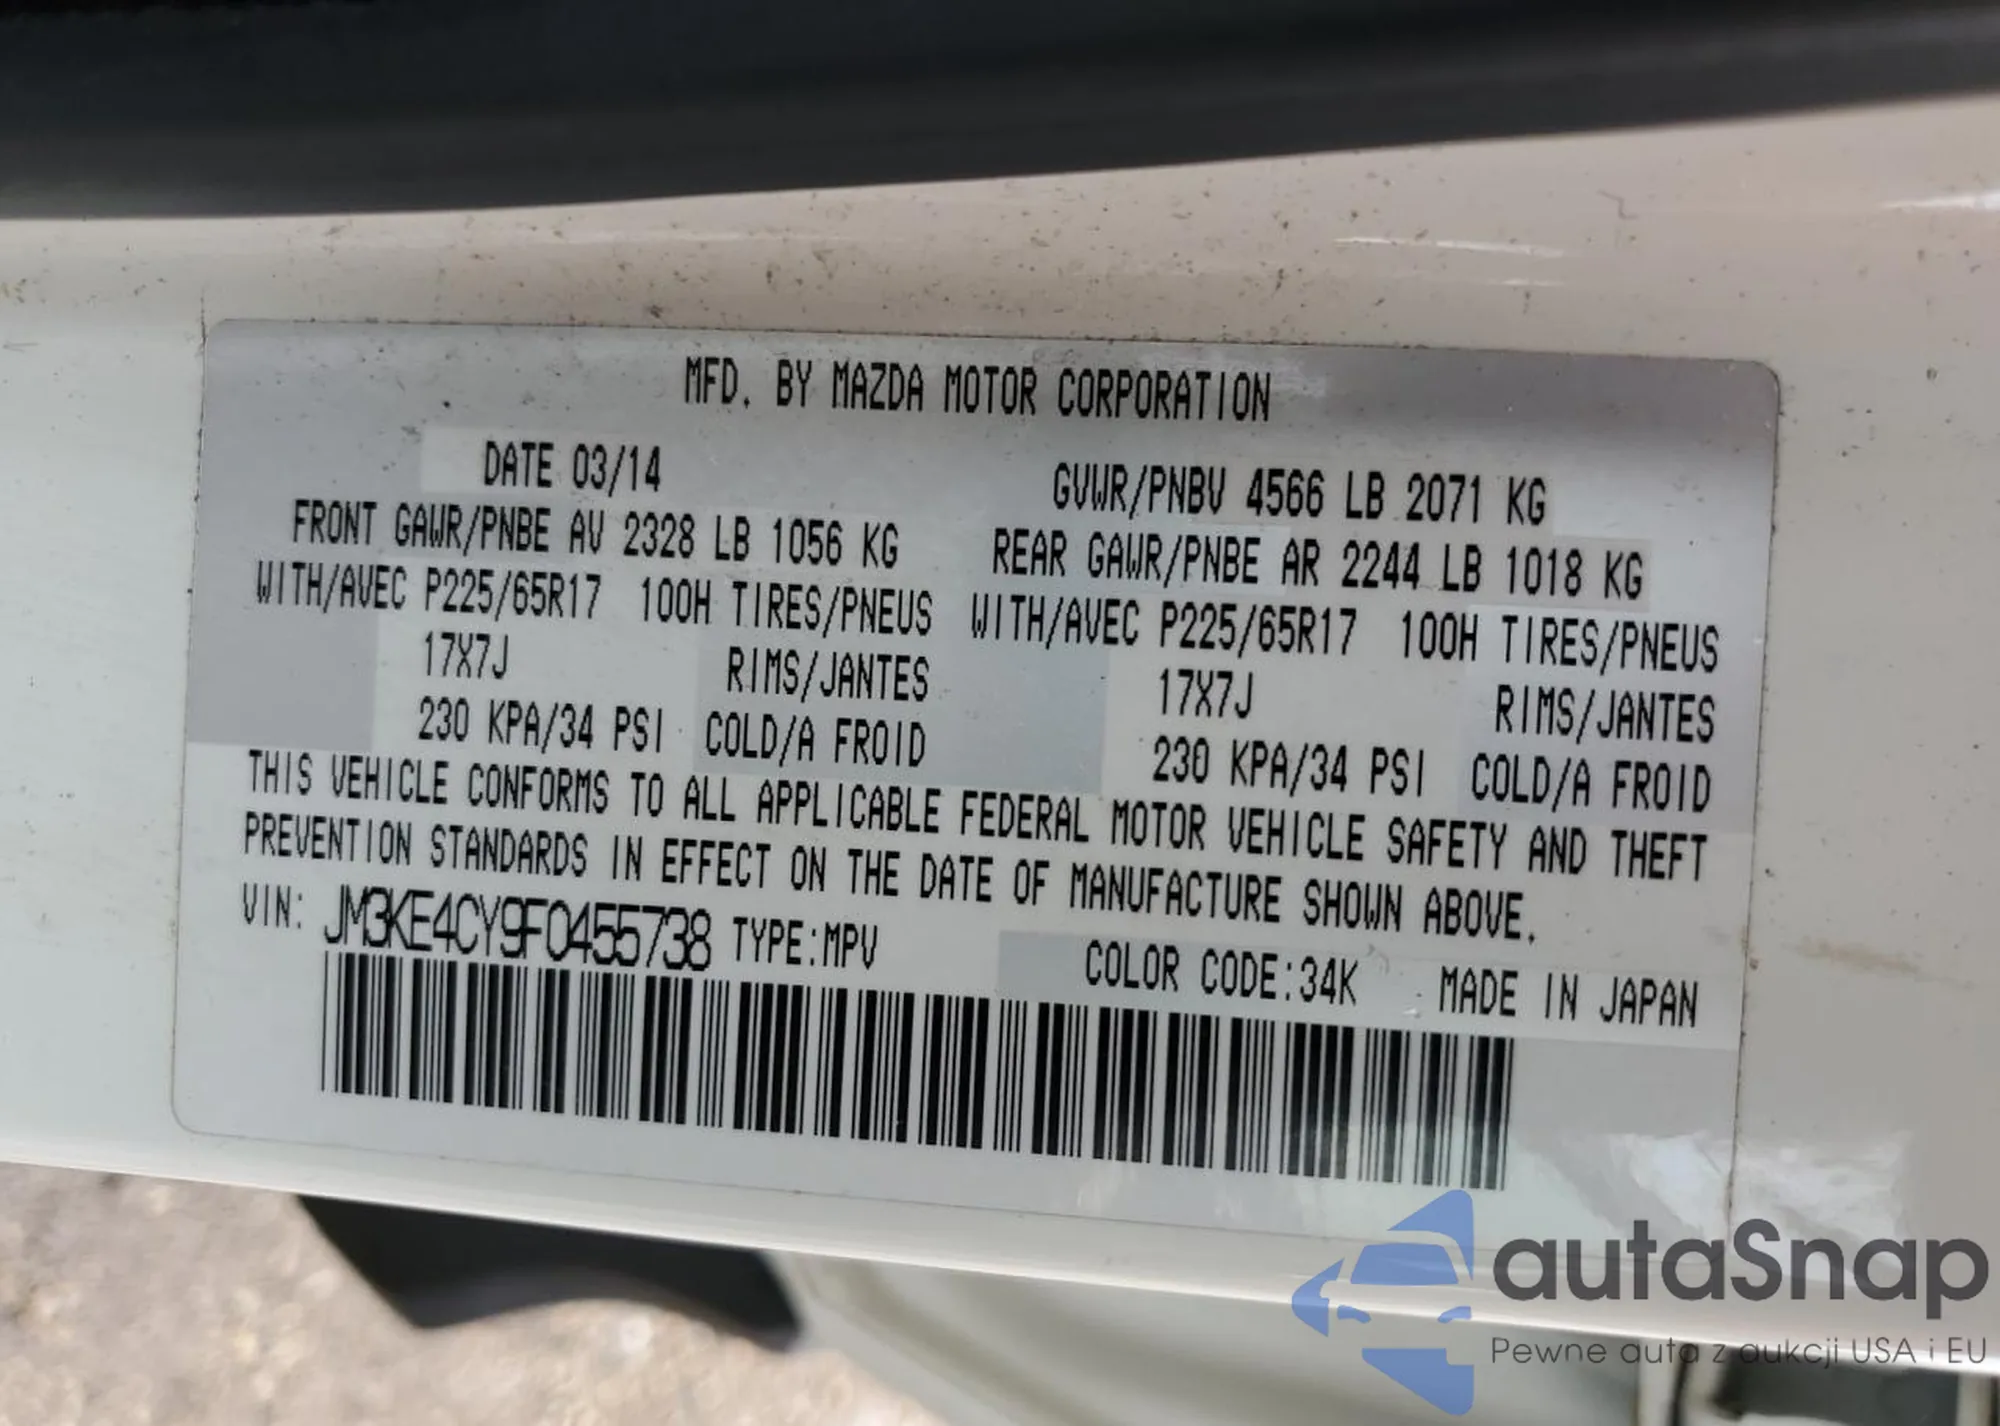 MFD. BY MAZDA MOTOR CORPORATION
DATE 03/14 GVWR/PNBV 4566 LB 2071 KG
FRONT GAWR/PNBE AV 2328 LB 1056 KG REAR GAWR/PNBE AR 2244 LB 1018 KG
WITH/AVEC P225/65R17 100H TIRES/PNEUS WITH/AVEC P225/65R17 100H TIRES/PNEUS
17X7J RIMS/JANTES 17X7J RIMS/JANTES
230 KPA/34 PSI COLD/A FROID 230 KPA/34 PSI COLD/A FROID
THIS VEHICLE CONFORMS TO ALL APPLICABLE FEDERAL MOTOR VEHICLE SAFETY AND THEFT
PREVENTION STANDARDS IN EFFECT ON THE DATE OF MANUFACTURE SHOWN ABOVE.
VIN: JM3KE4CY9F0455738 TYPE:MPV COLOR CODE:34K MADE IN JAPAN
autaSnap
Pewne auta z aukcji USA i EU